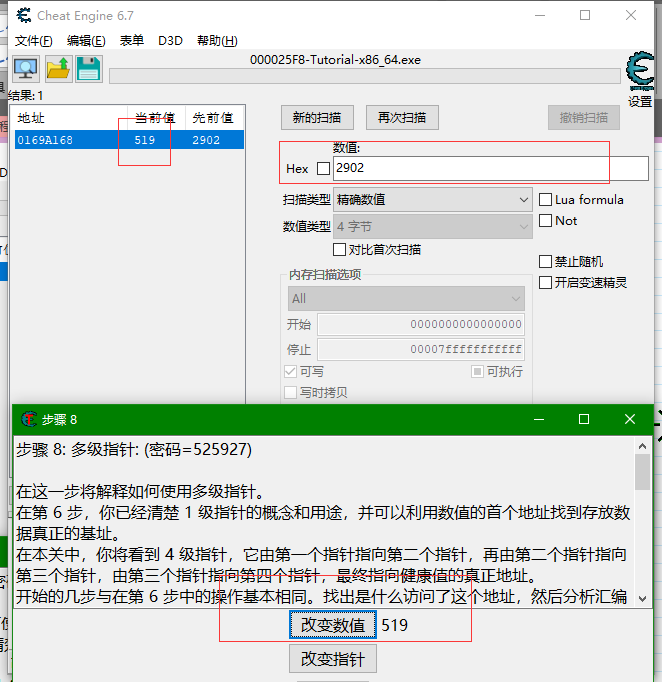 Cheat Engine 6.7
文件(F) 编辑(E) 表单 D3D 帮助(H)
000025F8-Tutorial-x86_64.exe
设置
结果: 1
地址 当前值 先前值
0169A168 519 2902
新的扫描 再次扫描 撤销扫描
数值:
Hex 2902
扫描类型 精确数值 Lua formula
数值类型 4 字节 Not
对比首次扫描
禁止随机
内存扫描选项
开启变速精灵
All
开始 0000000000000000
停止 00007fffffffffff
可写 可执行
写时拷贝
步骤 8
步骤 8: 多级指针: (密码=525927)
在这一步将解释如何使用多级指针。
在第 6 步，你已经清楚 1 级指针的概念和用途，并可以利用数值的首个地址找到存放数
据真正的基址。
在本关中，你将看到 4 级指针，它由第一个指针指向第二个指针，再由第二个指针指向
第三个指针，由第三个指针指向第四个指针，最终指向健康值的真正地址。
开始的几步与在第 6 步中的操作基本相同。找出是什么访问了这个地址，然后分析汇编
改变数值 519
改变指针